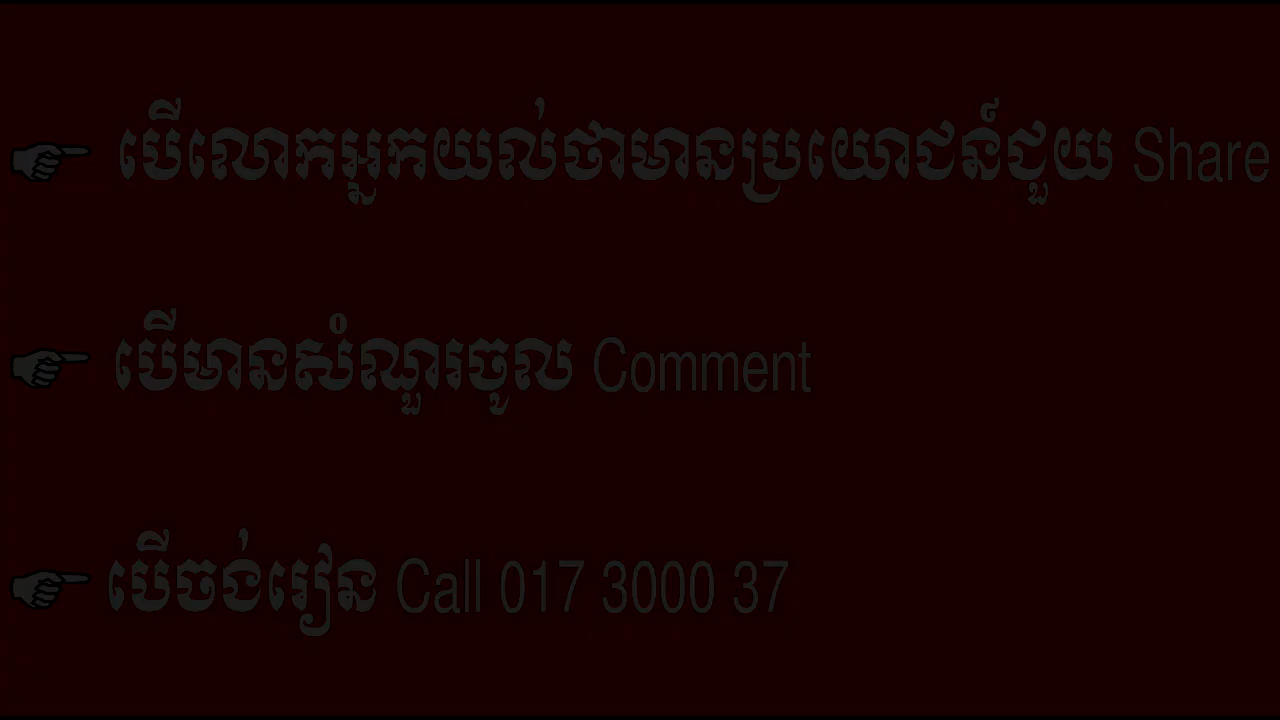 បើលោកអ្នកយល់ថាមានប្រយោជន៍ជួយ Share
បើមានសំណួរចូល Comment
បើចង់រៀន Call 017 3000 37